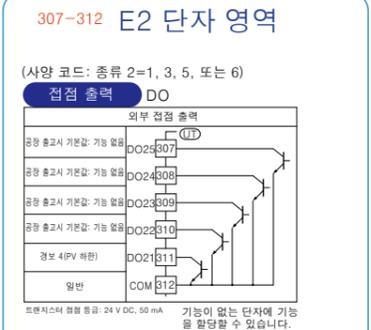 307-312 E2 단자 영역
(사양 코드: 종류 2=1, 3, 5, 또는 6)
접점 출력 DO
외부 접점 출력
UT
공장 출고시 기본값: 기능 없음 DO25 307
공장 출고시 기본값: 기능 없음 DO24 308
공장 출고시 기본값: 기능 없음 DO23 309
공장 출고시 기본값: 기능 없음 DO22 310
경보 4(PV 하한) DO21 311
일반 COM 312
트랜지스터 접점 등급: 24 V DC, 50 mA
기능이 없는 단자에 기능
을 할당할 수 있습니다.